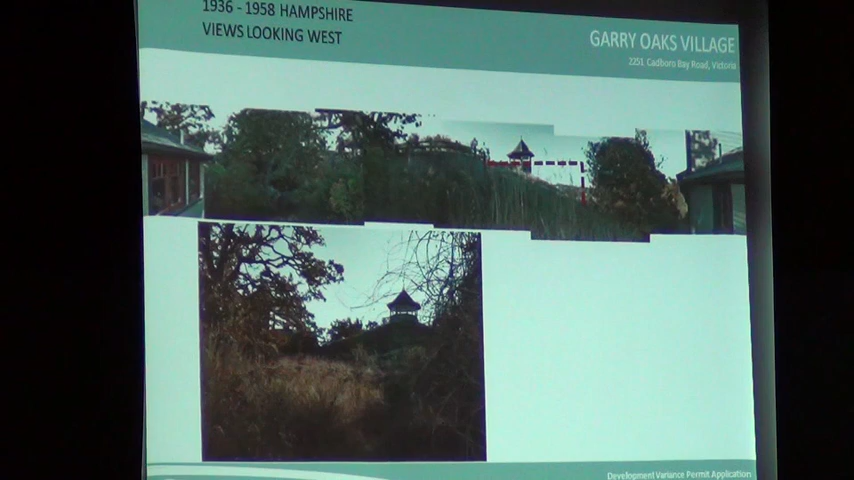 1936 - 1958 HAMPSHIRE
VIEWS LOOKING WEST
GARRY OAKS VILLAGE
2251 Cadboro Bay Road, Victoria
Development Variance Permit Application